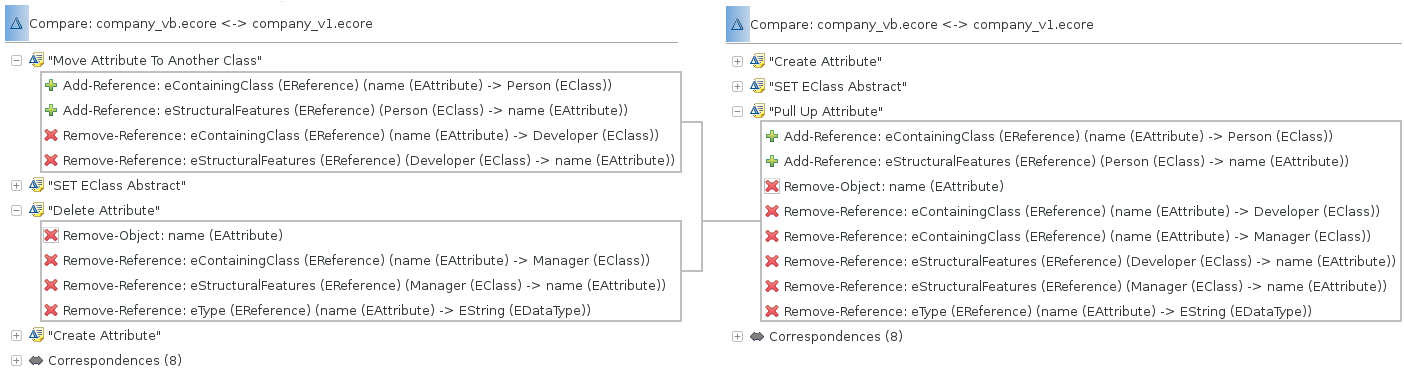 Compare: company_vb.ecore <-> company_v1.ecore
"Move Attribute To Another Class"
Add-Reference: eContainingClass (EReference) (name (EAttribute) -> Person (EClass))
Add-Reference: eStructuralFeatures (EReference) (Person (EClass) -> name (EAttribute))
Remove-Reference: eContainingClass (EReference) (name (EAttribute) -> Developer (EClass))
Remove-Reference: eStructuralFeatures (EReference) (Developer (EClass) -> name (EAttribute))
"SET EClass Abstract"
"Delete Attribute"
Remove-Object: name (EAttribute)
Remove-Reference: eContainingClass (EReference) (name (EAttribute) -> Manager (EClass))
Remove-Reference: eStructuralFeatures (EReference) (Manager (EClass) -> name (EAttribute))
Remove-Reference: eType (EReference) (name (EAttribute) -> EString (EDataType))
"Create Attribute"
Correspondences (8)
Compare: company_vb.ecore <-> company_v1.ecore
"Create Attribute"
"SET EClass Abstract"
"Pull Up Attribute"
Add-Reference: eContainingClass (EReference) (name (EAttribute) -> Person (EClass))
Add-Reference: eStructuralFeatures (EReference) (Person (EClass) -> name (EAttribute))
Remove-Object: name (EAttribute)
Remove-Reference: eContainingClass (EReference) (name (EAttribute) -> Developer (EClass))
Remove-Reference: eContainingClass (EReference) (name (EAttribute) -> Manager (EClass))
Remove-Reference: eStructuralFeatures (EReference) (Developer (EClass) -> name (EAttribute))
Remove-Reference: eStructuralFeatures (EReference) (Manager (EClass) -> name (EAttribute))
Remove-Reference: eType (EReference) (name (EAttribute) -> EString (EDataType))
Correspondences (8)